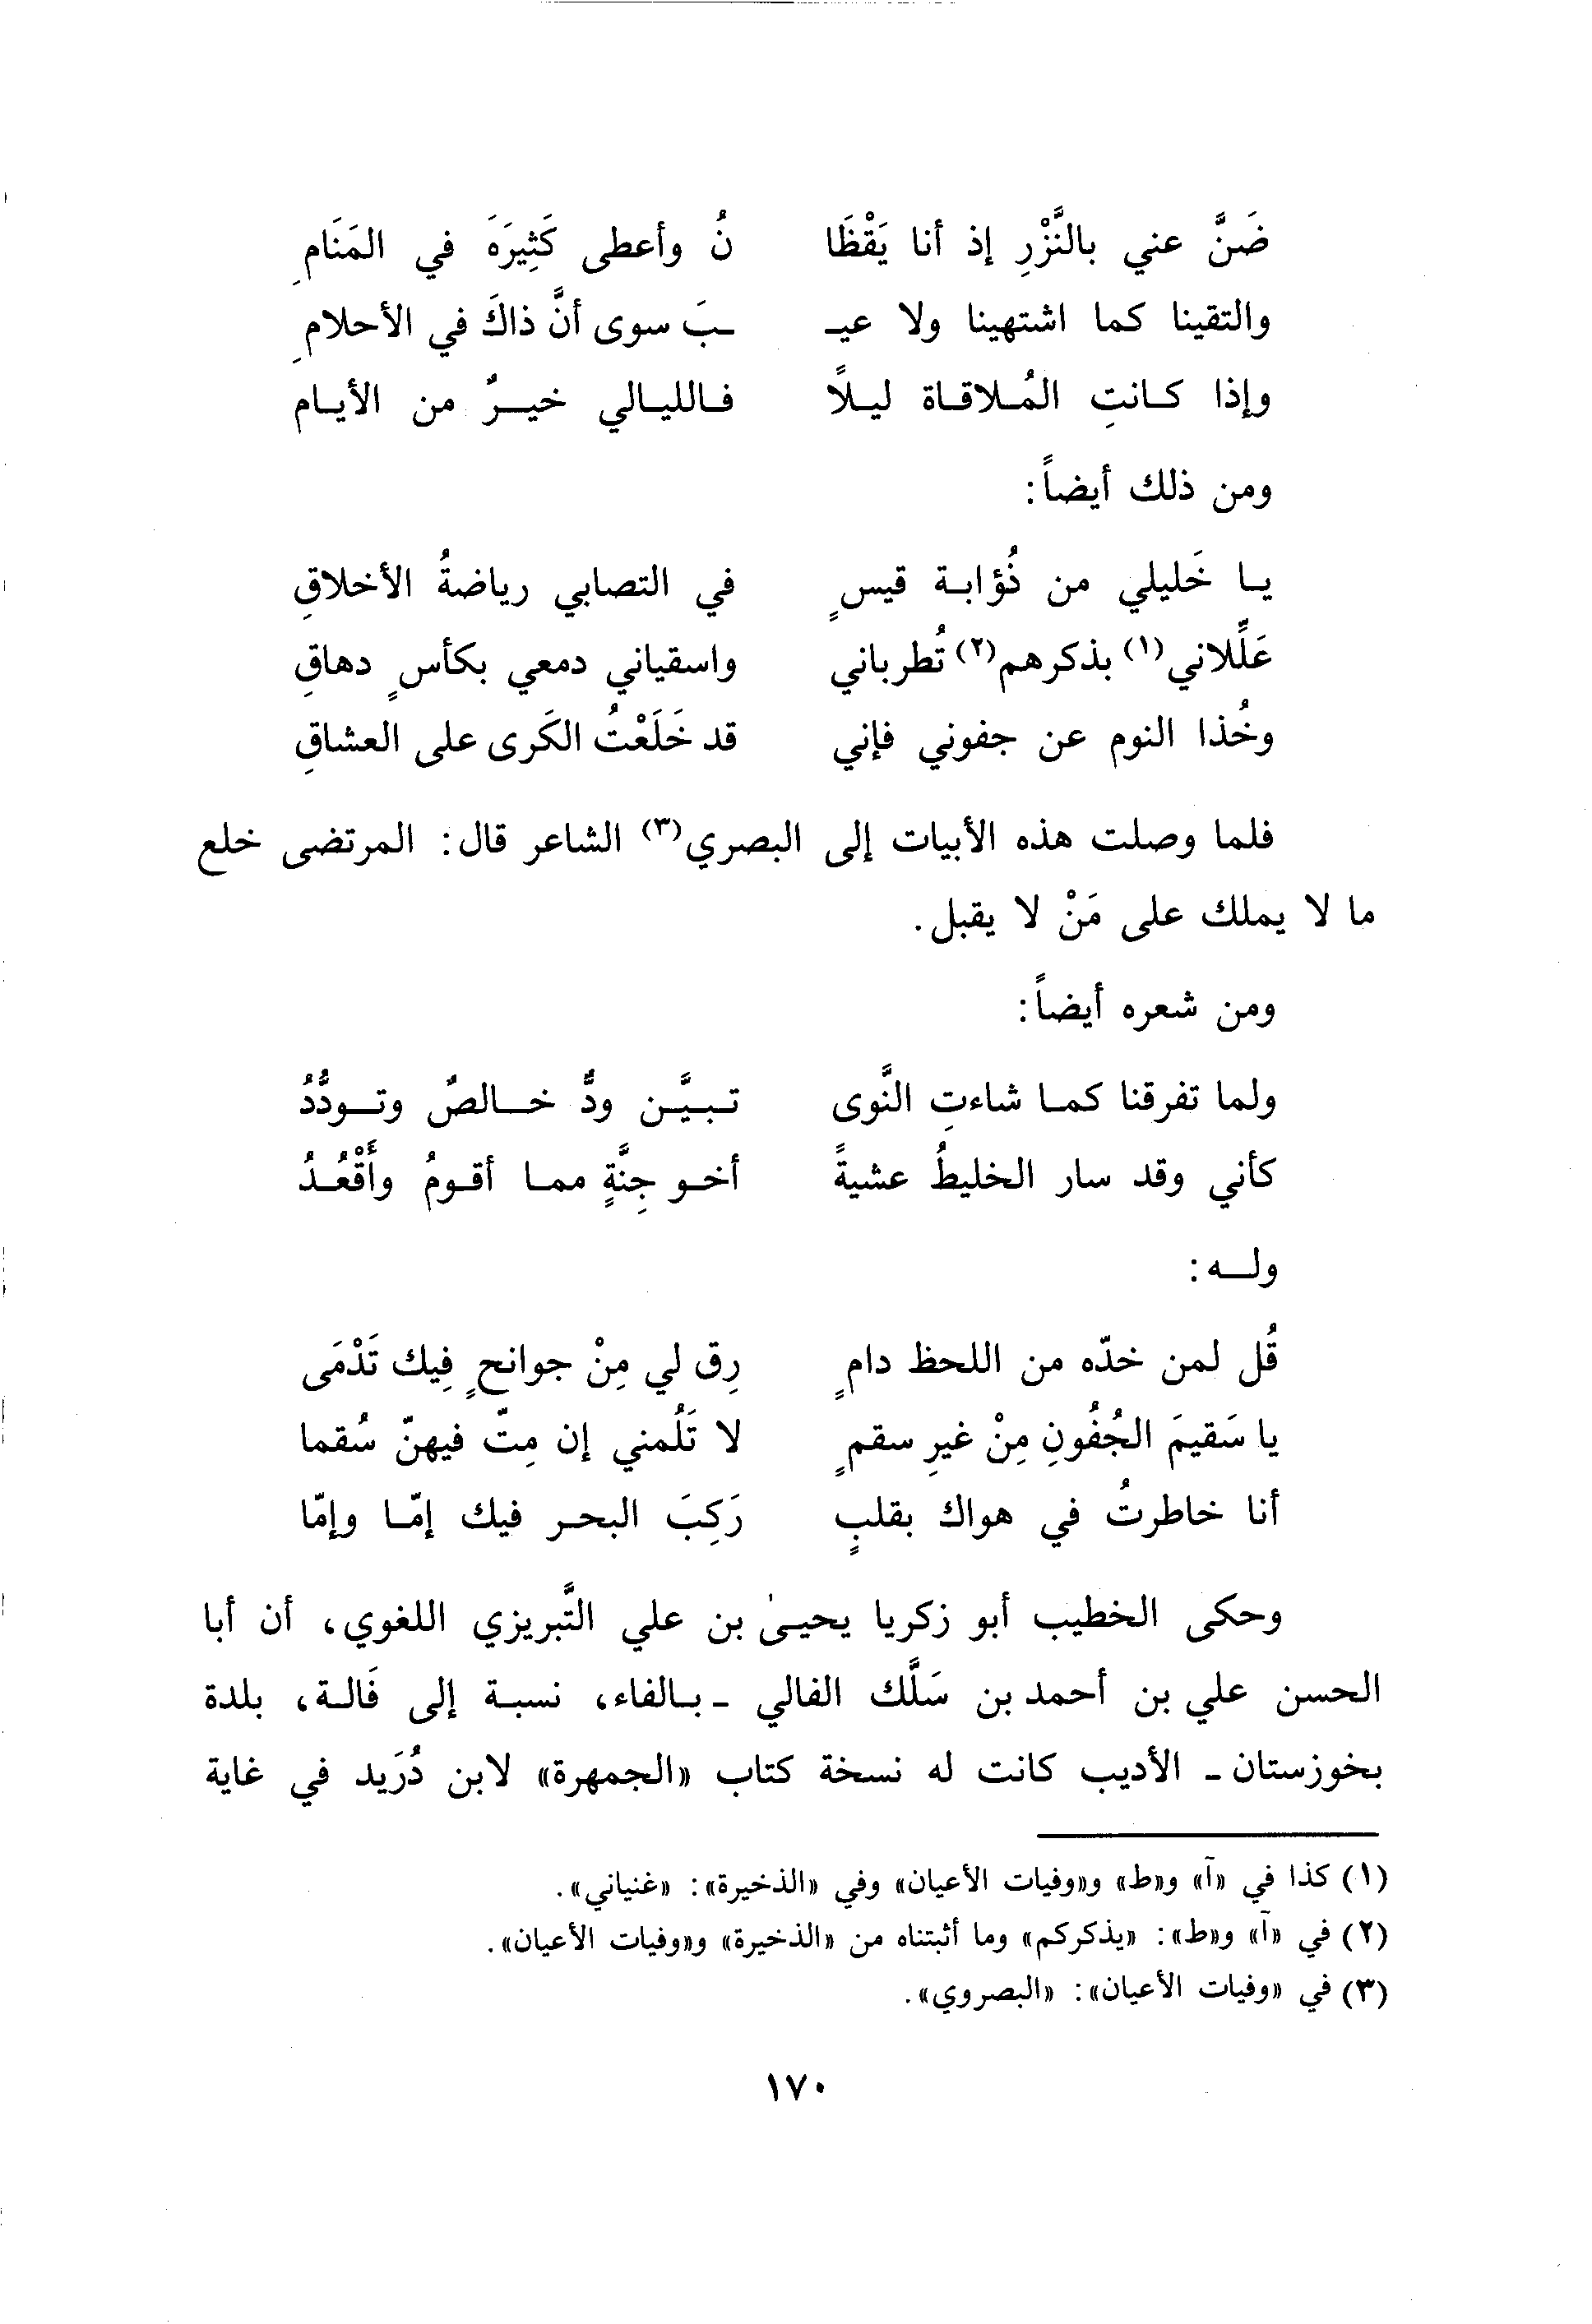 ضَنَّ عني بالنَّزْرِ إذ أنا يَقْظَا نُ وأعطى كَثِيرَهَ في المَنَامِ
والتقينا كما اشتهينا ولا عيـ ـبَ سوى أنَّ ذاكَ في الأحلامِ
وإذا كـانتِ المُـلاقـاة ليـلاً فـالليـالي خيـرٌ من الأيـام
ومن ذلك أيضاً:
يـا خَليلي من ذُؤابـة قيسٍ في التصابي رياضةُ الأخلاقِ
عَلِّلاني(١) بذكرهم(٢) تُطرباني واسقياني دمعي بكأسٍ دهاقِ
وخُذا النوم عن جفوني فإني قد خَلَعْتُ الكَرى على العشاقِ
فلما وصلت هذه الأبيات إلى البصري(٣) الشاعر قال: المرتضى خلع
ما لا يملك على مَنْ لا يقبل.
ومن شعره أيضاً:
ولما تفرقنا كمـا شاءتِ النَّوى تـبـيَّـن ودٌّ خـالصٌ وتـودُّدُ
كأني وقد سار الخليطُ عشيةً أخـو جِنَّةٍ ممـا أقـومُ وأَقْعُـدُ
ولـه:
قُل لمن خدّه من اللحظ دامٍ رِق لي مِنْ جوانحٍ فِيك تَدْمَى
يا سَقيمَ الجُفُونِ مِنْ غيرِ سقمٍ لا تَلُمني إن مِتّ فيهنّ سُقما
أنا خاطرتُ في هواك بقلبٍ رَكِبَ البحـر فيك إمّـا وإمّا
وحكى الخطيب أبو زكريا يحيـىٰ بن علي التَّبريزي اللغوي، أن أبا
الحسن علي بن أحمد بن سَلَّك الفالي ـ بـالفاء، نسبـة إلى فَالـة، بلدة
بخوزستان ـ الأديب كانت له نسخة كتاب «الجمهرة» لابن دُرَيد في غاية
(١) كذا في «آ» و«ط» و«وفيات الأعيان» وفي «الذخيرة»: «غنياني».
(٢) في «آ» و«ط»: «يذكركم» وما أثبتناه من «الذخيرة» و«وفيات الأعيان».
(٣) في «وفيات الأعيان»: «البصروي».
١٧٠